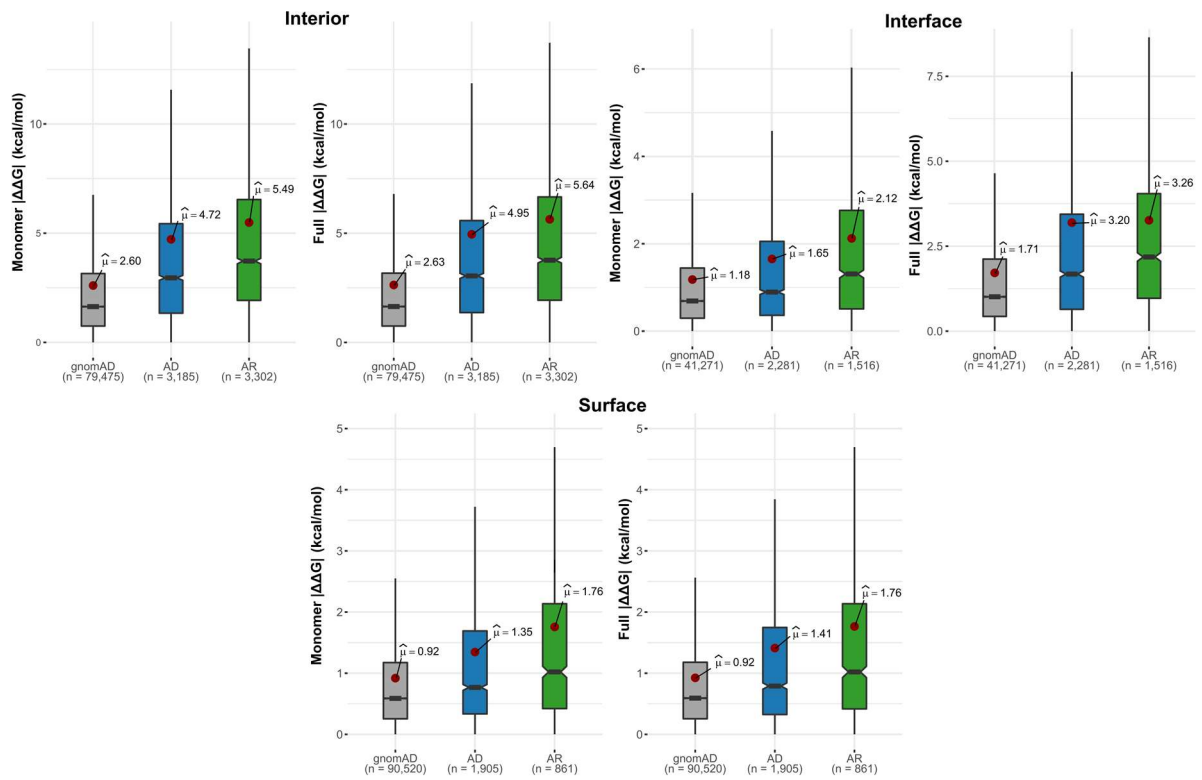 Interior
Monomer |ΔΔG| (kcal/mol)
10
5
0
μ̂ = 2.60
μ̂ = 4.72
μ̂ = 5.49
gnomAD
(n = 79,475)
AD
(n = 3,185)
AR
(n = 3,302)
Full |ΔΔG| (kcal/mol)
10
5
0
μ̂ = 2.63
μ̂ = 4.95
μ̂ = 5.64
gnomAD
(n = 79,475)
AD
(n = 3,185)
AR
(n = 3,302)
Interface
Monomer |ΔΔG| (kcal/mol)
6
4
2
0
μ̂ = 1.18
μ̂ = 1.65
μ̂ = 2.12
gnomAD
(n = 41,271)
AD
(n = 2,281)
AR
(n = 1,516)
Full |ΔΔG| (kcal/mol)
7.5
5.0
2.5
0.0
μ̂ = 1.71
μ̂ = 3.20
μ̂ = 3.26
gnomAD
(n = 41,271)
AD
(n = 2,281)
AR
(n = 1,516)
Surface
Monomer |ΔΔG| (kcal/mol)
5
4
3
2
1
0
μ̂ = 0.92
μ̂ = 1.35
μ̂ = 1.76
gnomAD
(n = 90,520)
AD
(n = 1,905)
AR
(n = 861)
Full |ΔΔG| (kcal/mol)
5
4
3
2
1
0
μ̂ = 0.92
μ̂ = 1.41
μ̂ = 1.76
gnomAD
(n = 90,520)
AD
(n = 1,905)
AR
(n = 861)